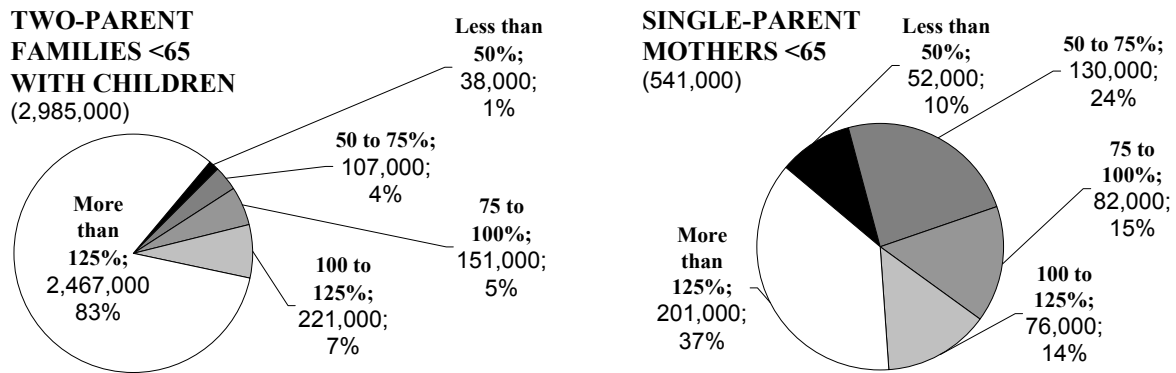 TWO-PARENT
FAMILIES <65
WITH CHILDREN
(2,985,000)
Less than
50%;
38,000;
1%
50 to 75%;
107,000;
4%
75 to
100%;
151,000;
5%
100 to
125%;
221,000;
7%
More
than
125%;
2,467,000
83%
SINGLE-PARENT
MOTHERS <65
(541,000)
Less than
50%;
52,000;
10%
50 to 75%;
130,000;
24%
75 to
100%;
82,000;
15%
100 to
125%;
76,000;
14%
More
than
125%;
201,000;
37%